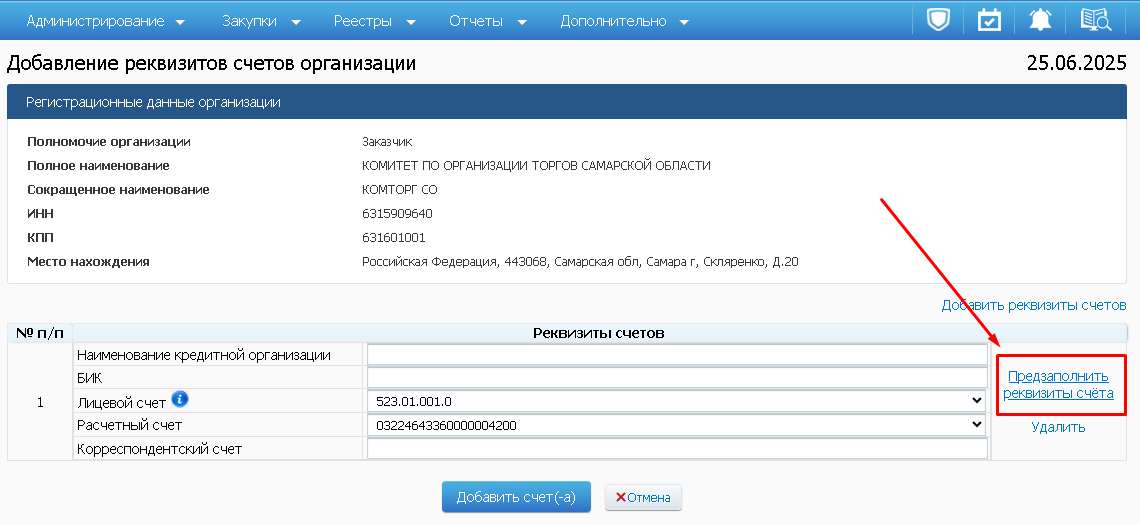 Администрирование Закупки Реестры Отчеты Дополнительно
Добавление реквизитов счетов организации 25.06.2025
Регистрационные данные организации
Полномочие организации Заказчик
Полное наименование КОМИТЕТ ПО ОРГАНИЗАЦИИ ТОРГОВ САМАРСКОЙ ОБЛАСТИ
Сокращенное наименование КОМТОРГ СО
ИНН 6315909640
КПП 631601001
Место нахождения Российская Федерация, 443068, Самарская обл, Самара г, Скляренко, Д.20
Добавить реквизиты счетов
№ п/п Реквизиты счетов
Наименование кредитной организации
БИК
1
Лицевой счет 523.01.001.0
Расчетный счет 03224643360000004200
Корреспондентский счет
Предзаполнить
реквизиты счёта
Удалить
Добавить счет(-а) Отмена